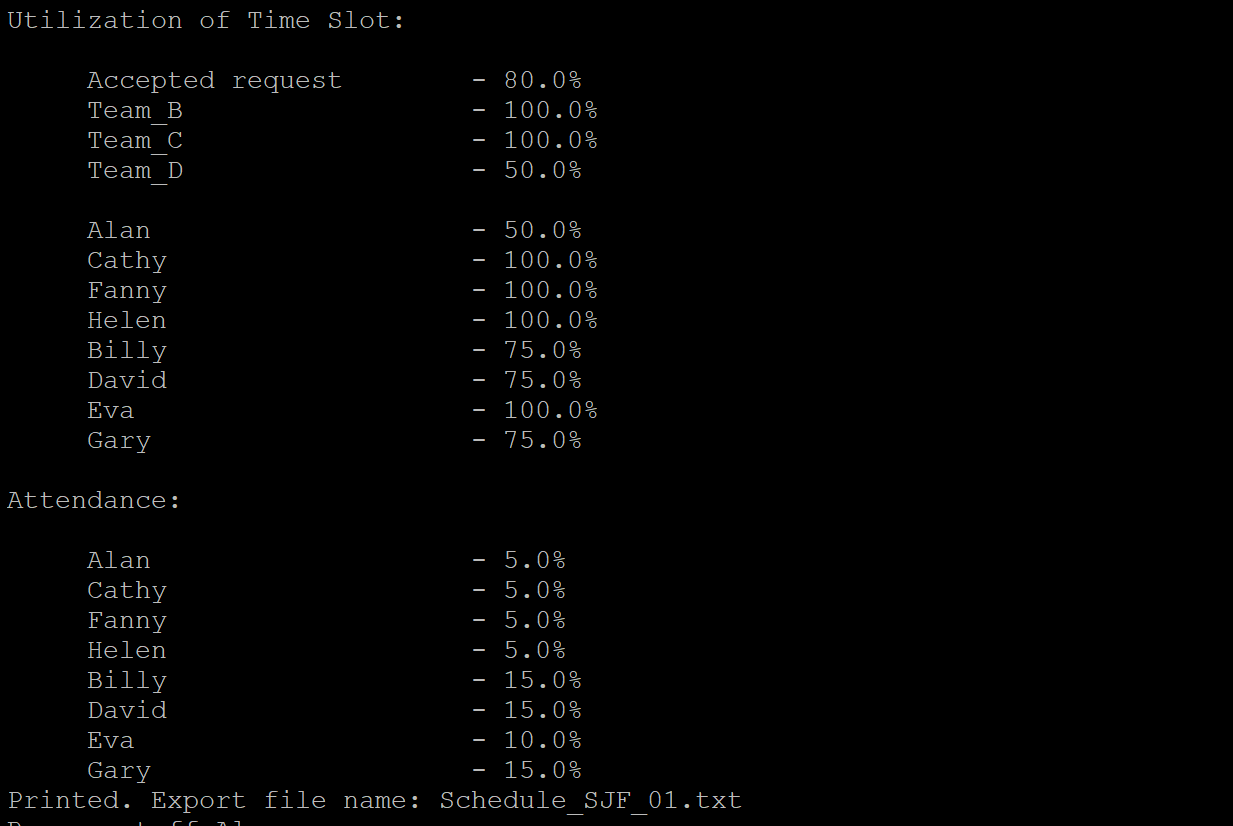 Utilization of Time Slot:
Accepted request - 80.0%
Team_B - 100.0%
Team_C - 100.0%
Team_D - 50.0%
Alan - 50.0%
Cathy - 100.0%
Fanny - 100.0%
Helen - 100.0%
Billy - 75.0%
David - 75.0%
Eva - 100.0%
Gary - 75.0%
Attendance:
Alan - 5.0%
Cathy - 5.0%
Fanny - 5.0%
Helen - 5.0%
Billy - 15.0%
David - 15.0%
Eva - 10.0%
Gary - 15.0%
Printed. Export file name: Schedule_SJF_01.txt